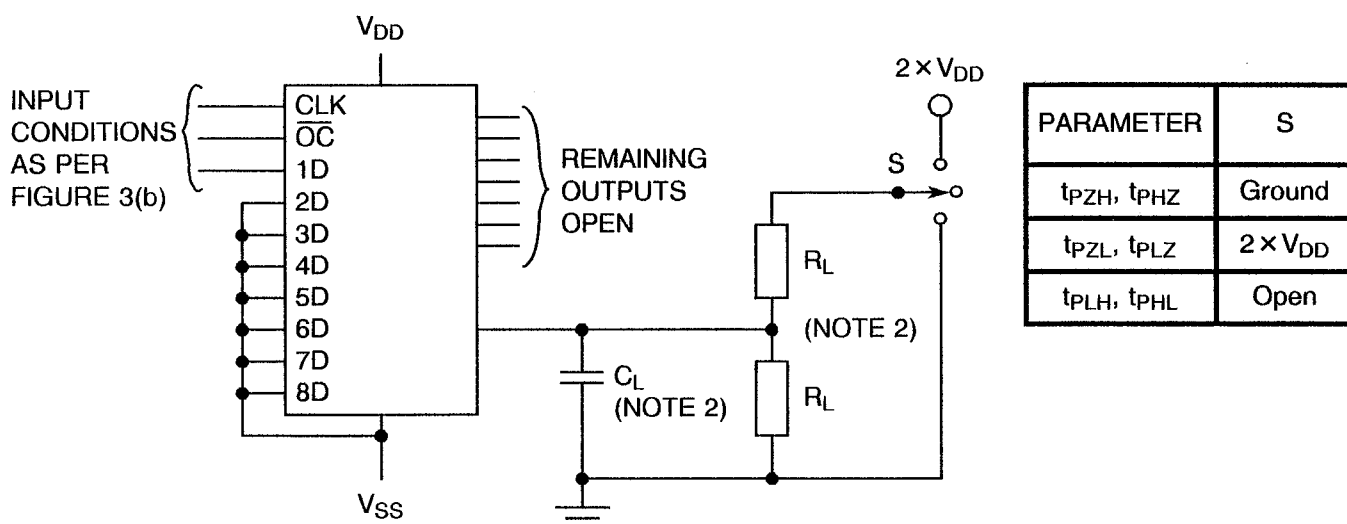 V_DD
INPUT
CONDITIONS
AS PER
FIGURE 3(b)
CLK
O̅C̅
1D
2D
3D
4D
5D
6D
7D
8D
V_SS
REMAINING
OUTPUTS
OPEN
C_L
(NOTE 2)
2 × V_DD
S
R_L
(NOTE 2)
R_L
PARAMETER S
t_PZH, t_PHZ Ground
t_PZL, t_PLZ 2 × V_DD
t_PLH, t_PHL Open